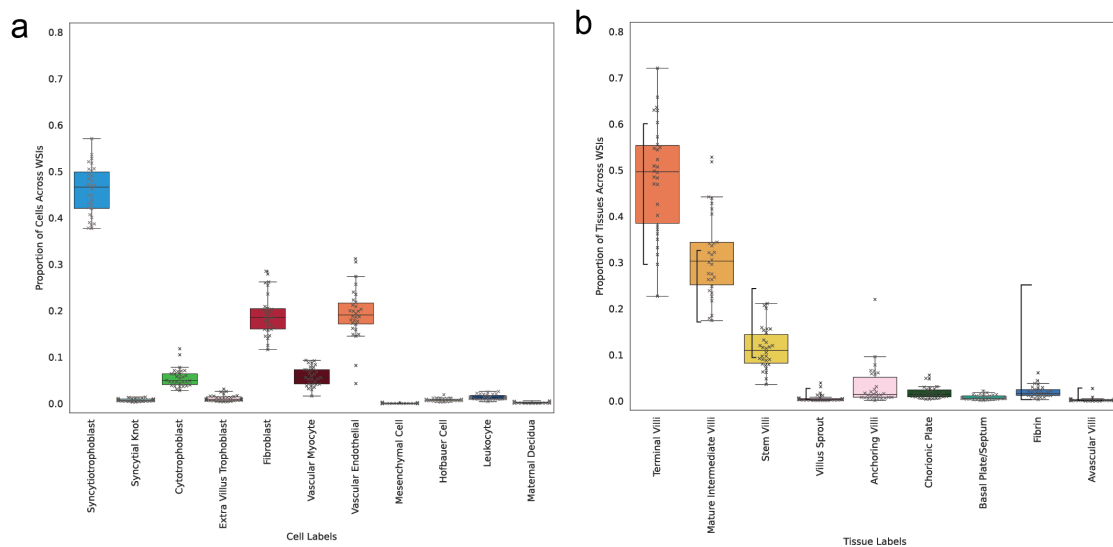 a
Proportion of Cells Across WSIs
0.8
0.7
0.6
0.5
0.4
0.3
0.2
0.1
0.0
Syncytiotrophoblast
Syncytial Knot
Cytotrophoblast
Extra Villus Trophoblast
Fibroblast
Vascular Myocyte
Vascular Endothelial
Mesenchymal Cell
Hofbauer Cell
Leukocyte
Maternal Decidua
Cell Labels
b
Proportion of Tissues Across WSIs
0.8
0.7
0.6
0.5
0.4
0.3
0.2
0.1
0.0
Terminal Villi
Mature Intermediate Villi
Stem Villi
Villus Sprout
Anchoring Villi
Chorionic Plate
Basal Plate/Septum
Fibrin
Avascular Villi
Tissue Labels